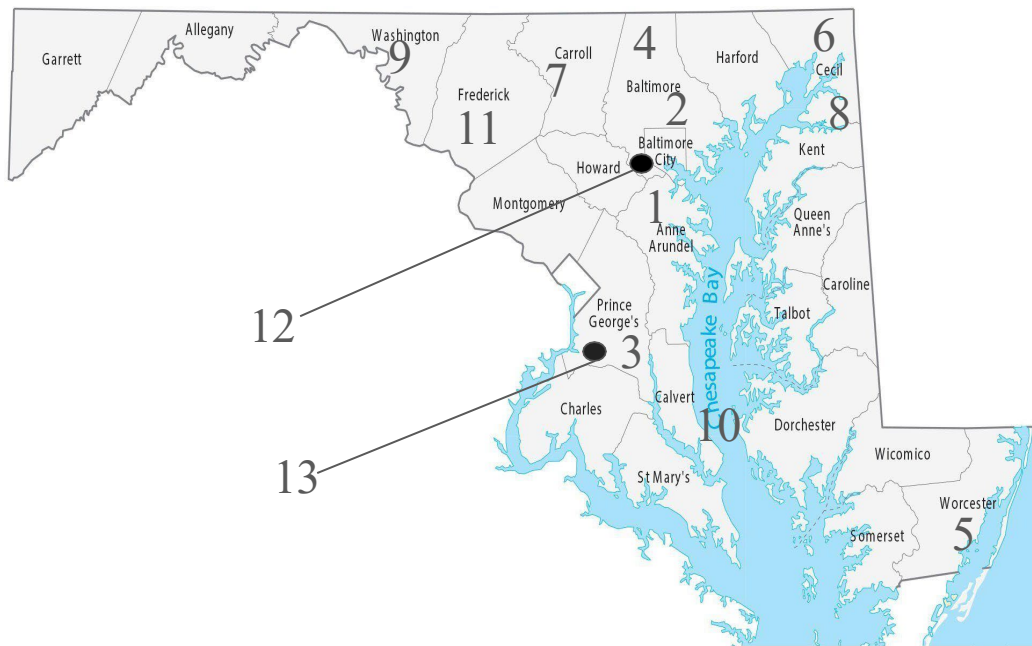 Garrett
Allegany
Washington
9
Frederick
11
Carroll
7
4
Baltimore
2
Baltimore
City
Harford
6
Cecil
8
Kent
Howard
Montgomery
1
Anne
Arundel
Queen
Anne's
Caroline
Talbot
Chesapeake Bay
12
Prince
George's
3
Charles
Calvert
10
Dorchester
13
St Mary's
Wicomico
Worcester
5
Somerset